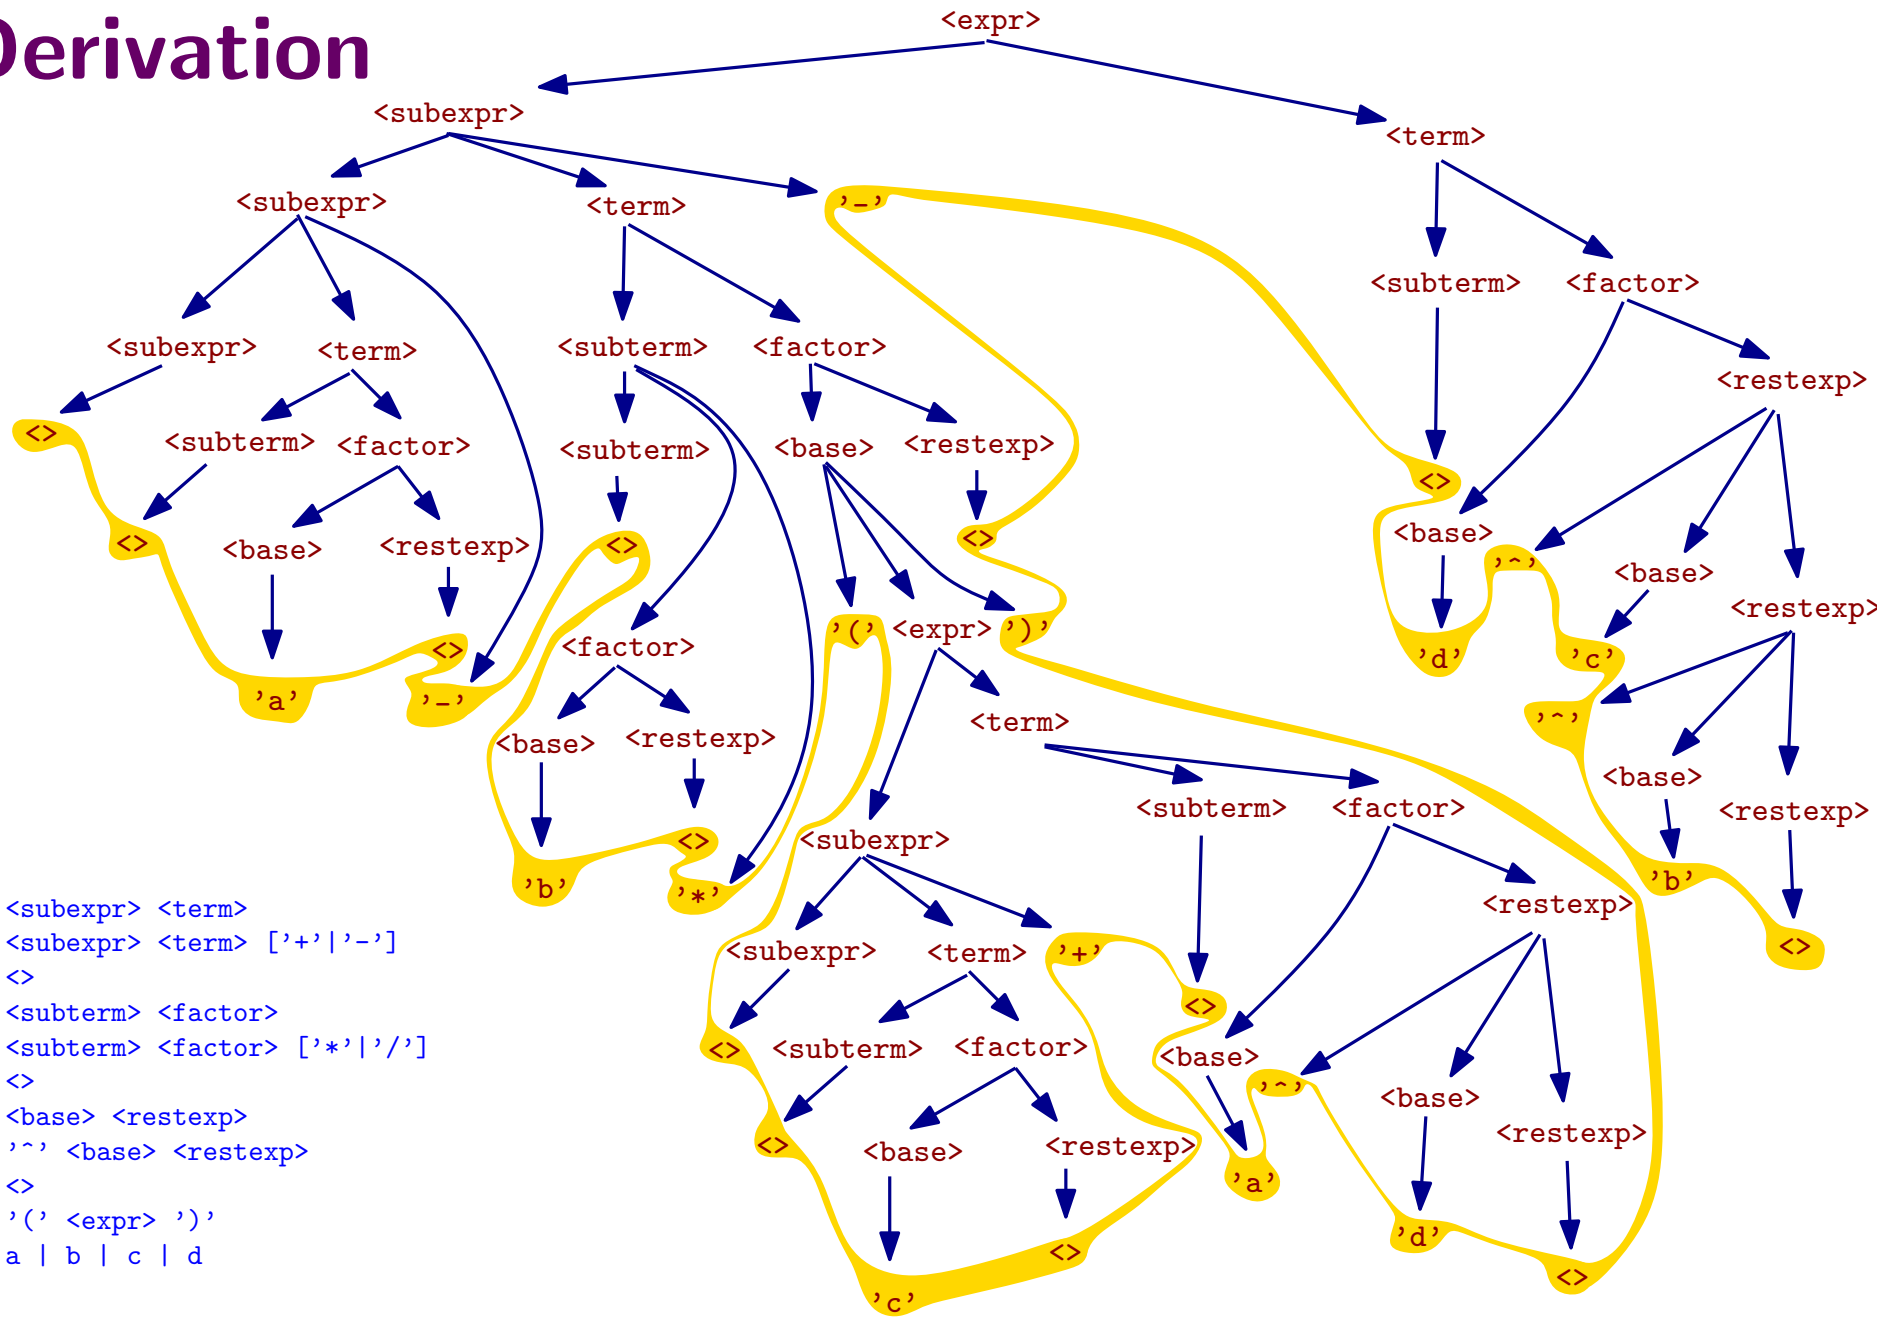 <expr>
Derivation
<subexpr>
<term>
<subexpr> <term> '-'
<subterm> <factor>
<subexpr> <term> <subterm> <factor>
<restexp>
<> <subterm> <factor> <subterm> <base> <restexp>
<>
<> <base> <restexp> <> <>
<base> '^' <base>
<restexp>
'(' <expr> ')'
<> <factor> 'd' 'c'
'a' '-' <term> '^'
<base> <restexp>
<base>
<subterm> <factor> <restexp>
<> <subexpr>
'b' '*' 'b'
<subexpr> <term>
<restexp>
<subexpr> <term> ['+'|'-']
<subexpr> <term> '+' <>
<>
<subterm> <factor>
<>
<subterm> <factor> ['*'|'/']
<> <subterm> <factor> <base>
<>
'^' <base>
<base> <restexp>
<restexp>
'^' <base> <restexp>
<> <base> <restexp>
<>
'a'
'(' <expr> ')'
'd'
a | b | c | d
<>
<>
'c'